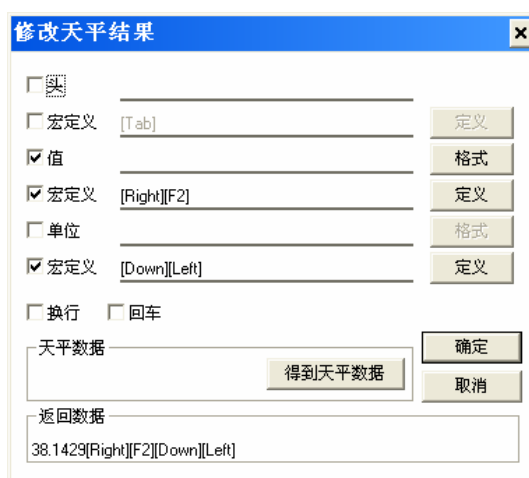 修改天平结果
头
宏定义 [Tab] 定义
值 格式
宏定义 [Right][F2] 定义
单位 格式
宏定义 [Down][Left] 定义
换行 回车
天平数据 确定
得到天平数据 取消
返回数据
38.1429[Right][F2][Down][Left]